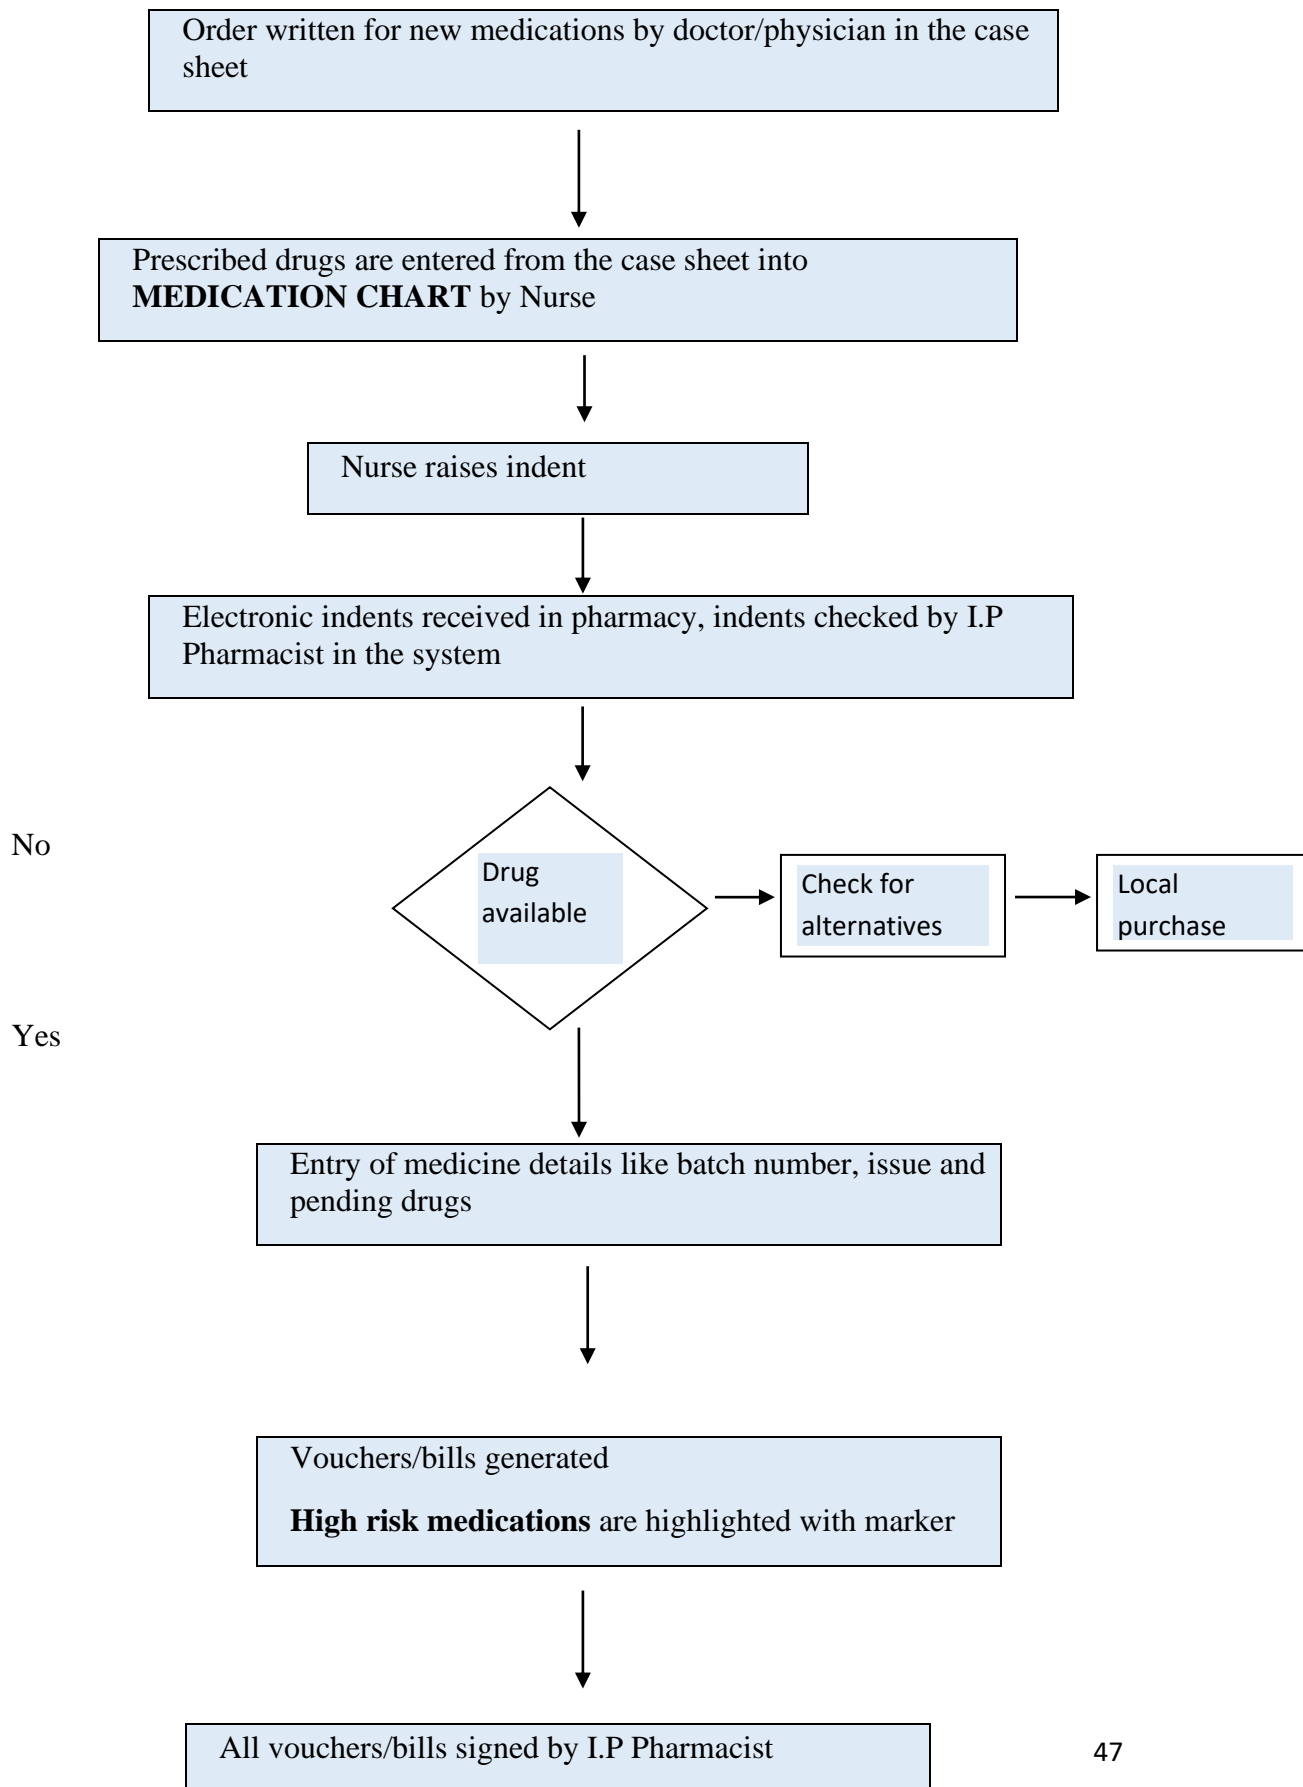 Order written for new medications by doctor/physician in the case
sheet
Prescribed drugs are entered from the case sheet into
MEDICATION CHART by Nurse
Nurse raises indent
Electronic indents received in pharmacy, indents checked by I.P
Pharmacist in the system
No
Drug
available
Check for
alternatives
Local
purchase
Yes
Entry of medicine details like batch number, issue and
pending drugs
Vouchers/bills generated
High risk medications are highlighted with marker
All vouchers/bills signed by I.P Pharmacist
47